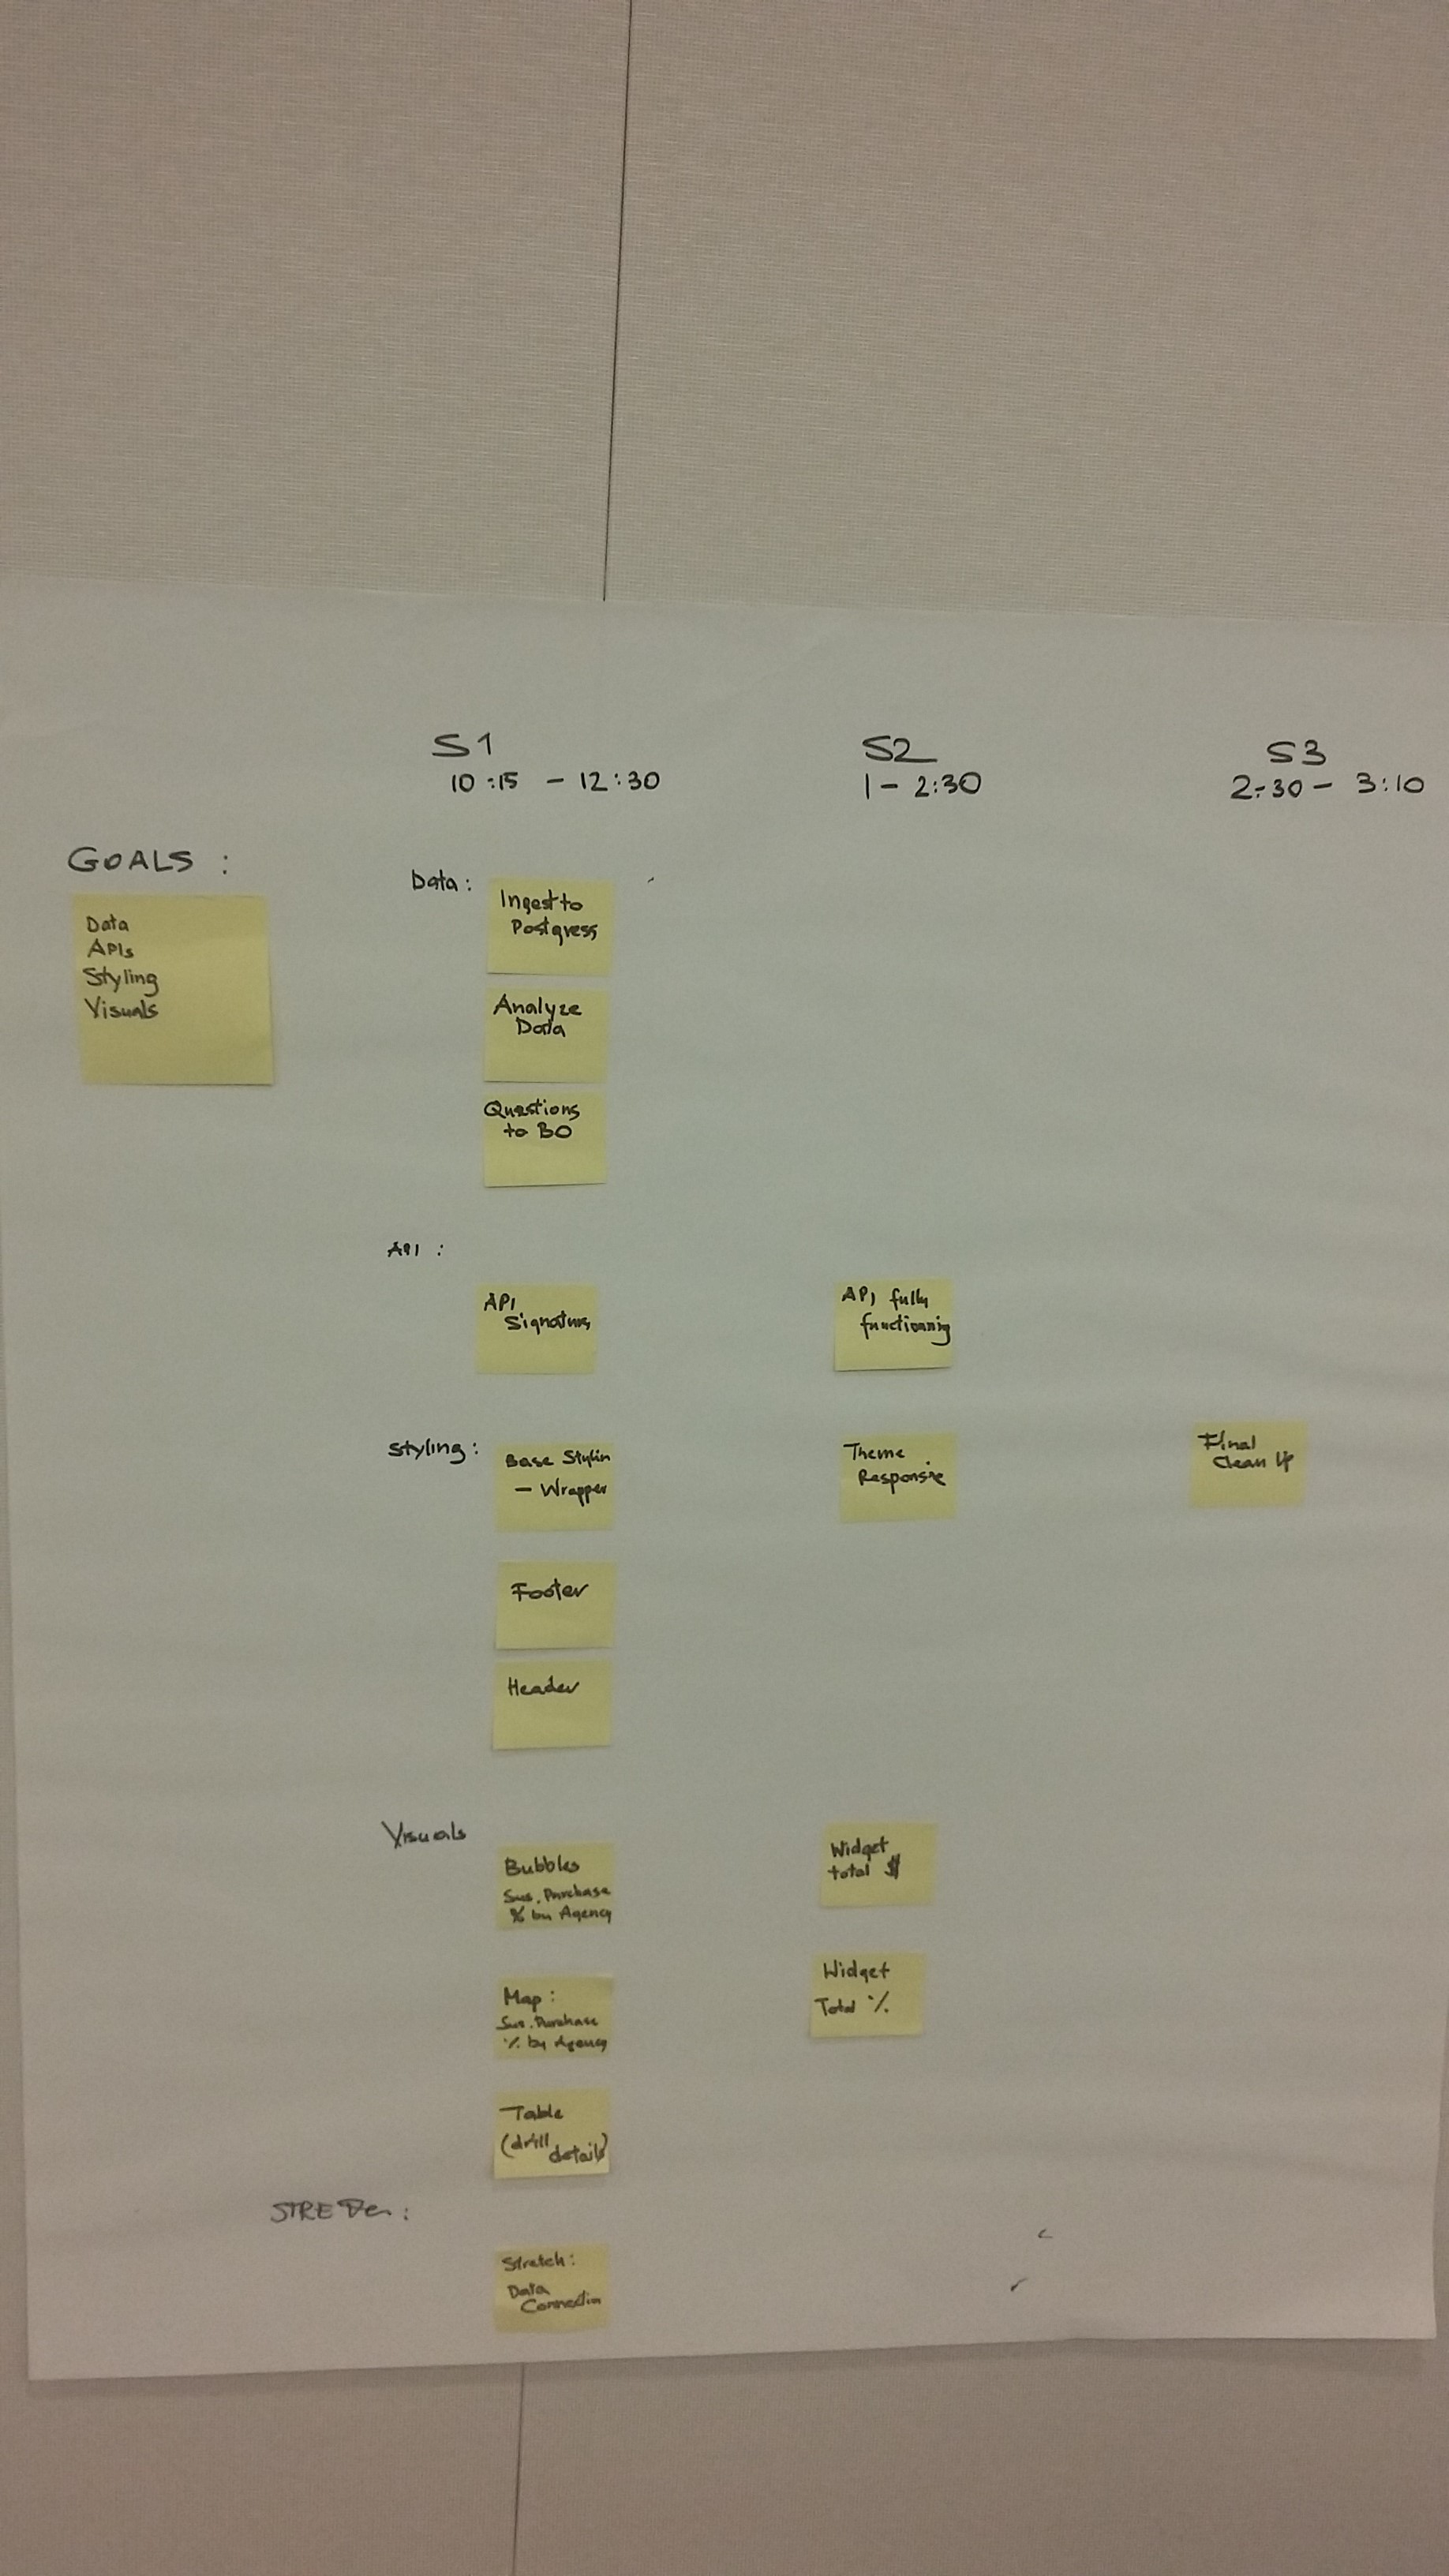 S1
10:15 - 12:30
S2
1 - 2:30
S3
2:30 - 3:10
GOALS :
Data
APIs
Styling
Visuals
Data :
Ingest to
Postgress
Analyze
Data
Questions
to BO
API :
API
Signatures
API fully
functioning
Styling :
Base Stylin
- Wrapper
Theme
Responsie
Final
Clean Up
Footer
Header
Visuals
Bubbles
Sus. Purchase
% by Agency
Widget
total $
Map :
Sus. Purchase
% by Agency
Widget
Total %
Table
(drill
details)
Stretch :
Data
Connection